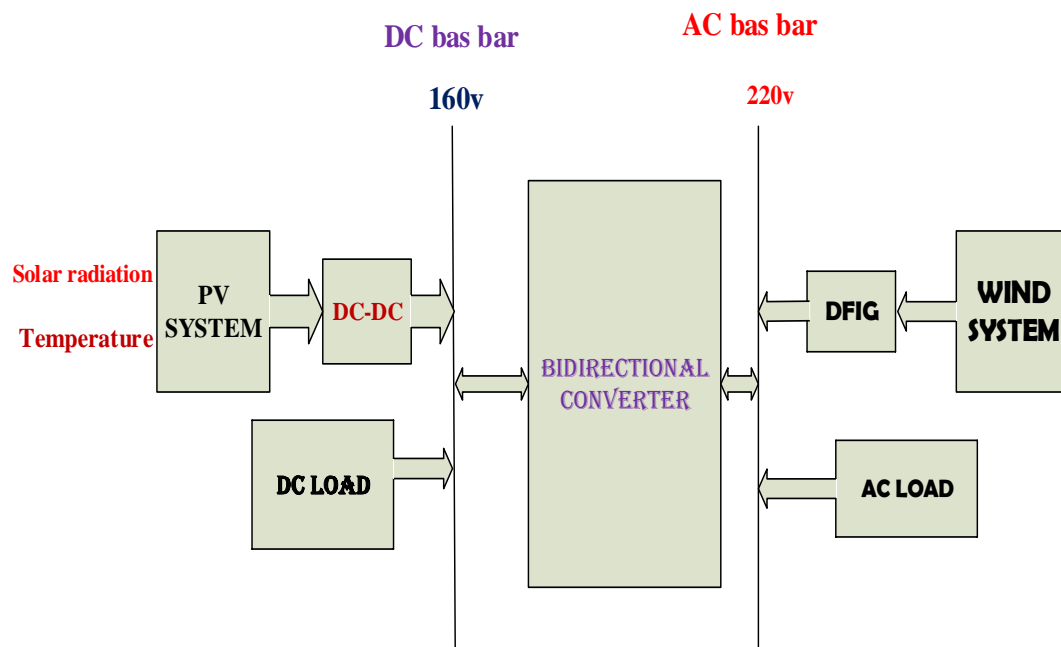 DC bas bar
AC bas bar
160v
220v
Solar radiation
Temperature
PV
SYSTEM
DC-DC
DFIG
WIND
SYSTEM
BIDIRECTIONAL
CONVERTER
DC LOAD
AC LOAD